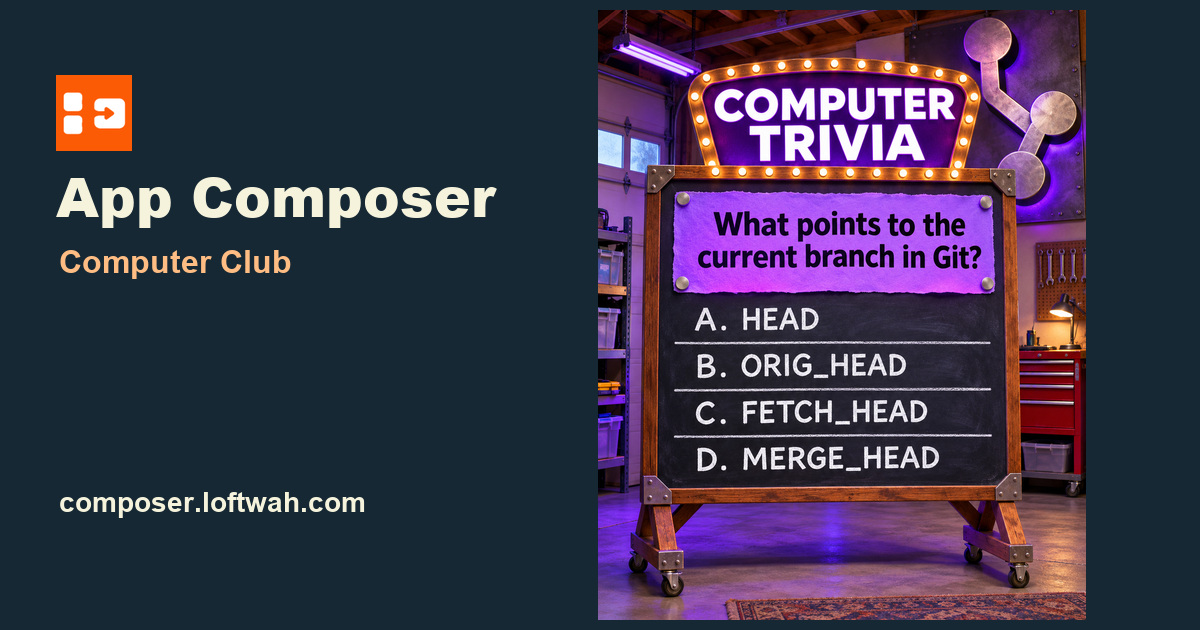 App Composer
Computer Club
composer.loftwah.com
COMPUTER
TRIVIA
What points to the
current branch in Git?
A. HEAD
B. ORIG_HEAD
C. FETCH_HEAD
D. MERGE_HEAD